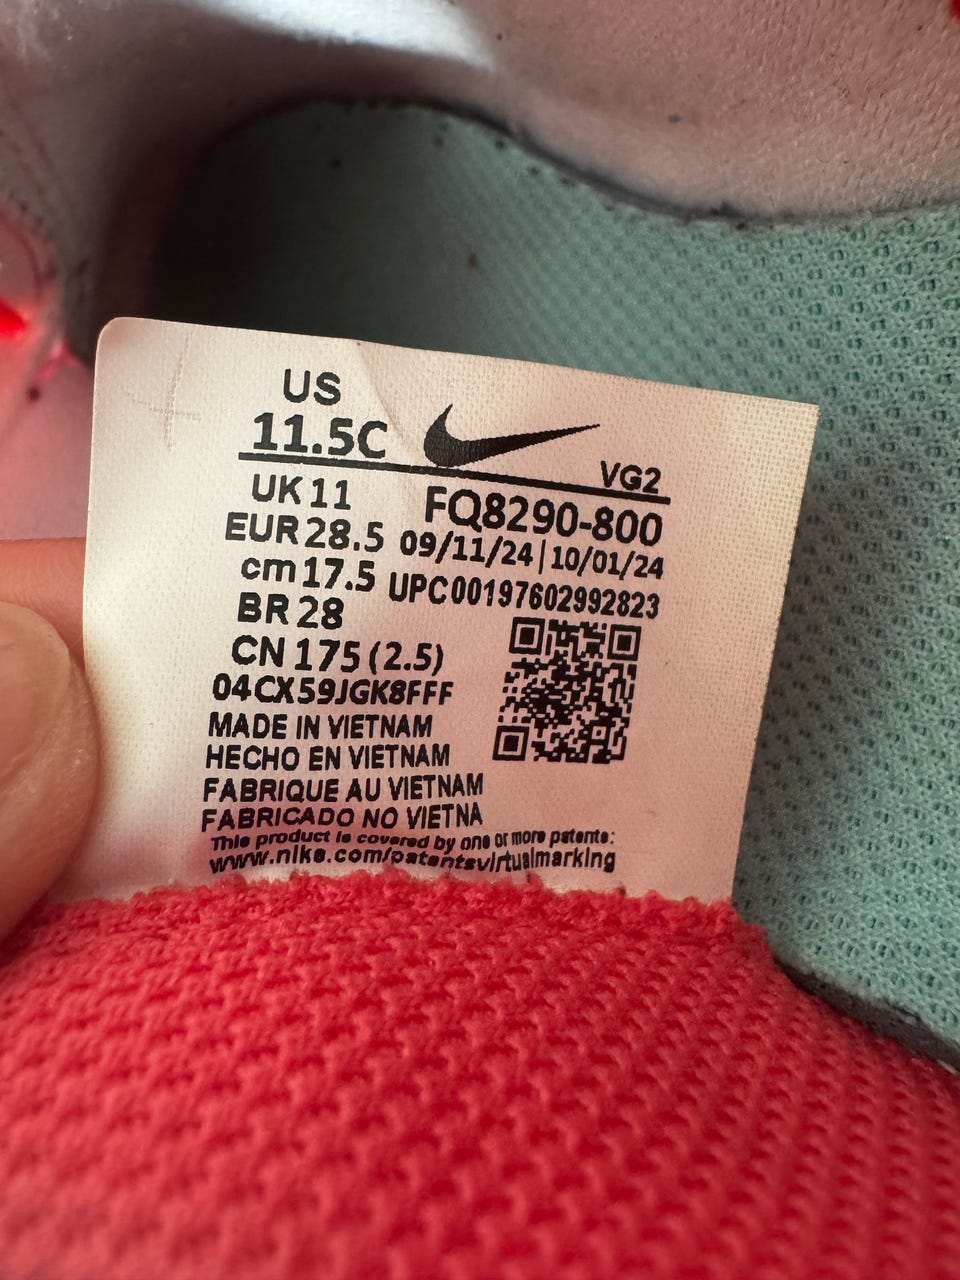 US
11.5C
VG2
UK 11
FQ8290-800
EUR 28.5
09/11/24 | 10/01/24
cm 17.5
UPC00197602992823
BR 28
CN 175 (2.5)
04CX59JGK8FFF
MADE IN VIETNAM
HECHO EN VIETNAM
FABRIQUE AU VIETNAM
FABRICADO NO VIETNA
This product is covered by one or more patents:
www.nike.com/patentsvirtualmarking